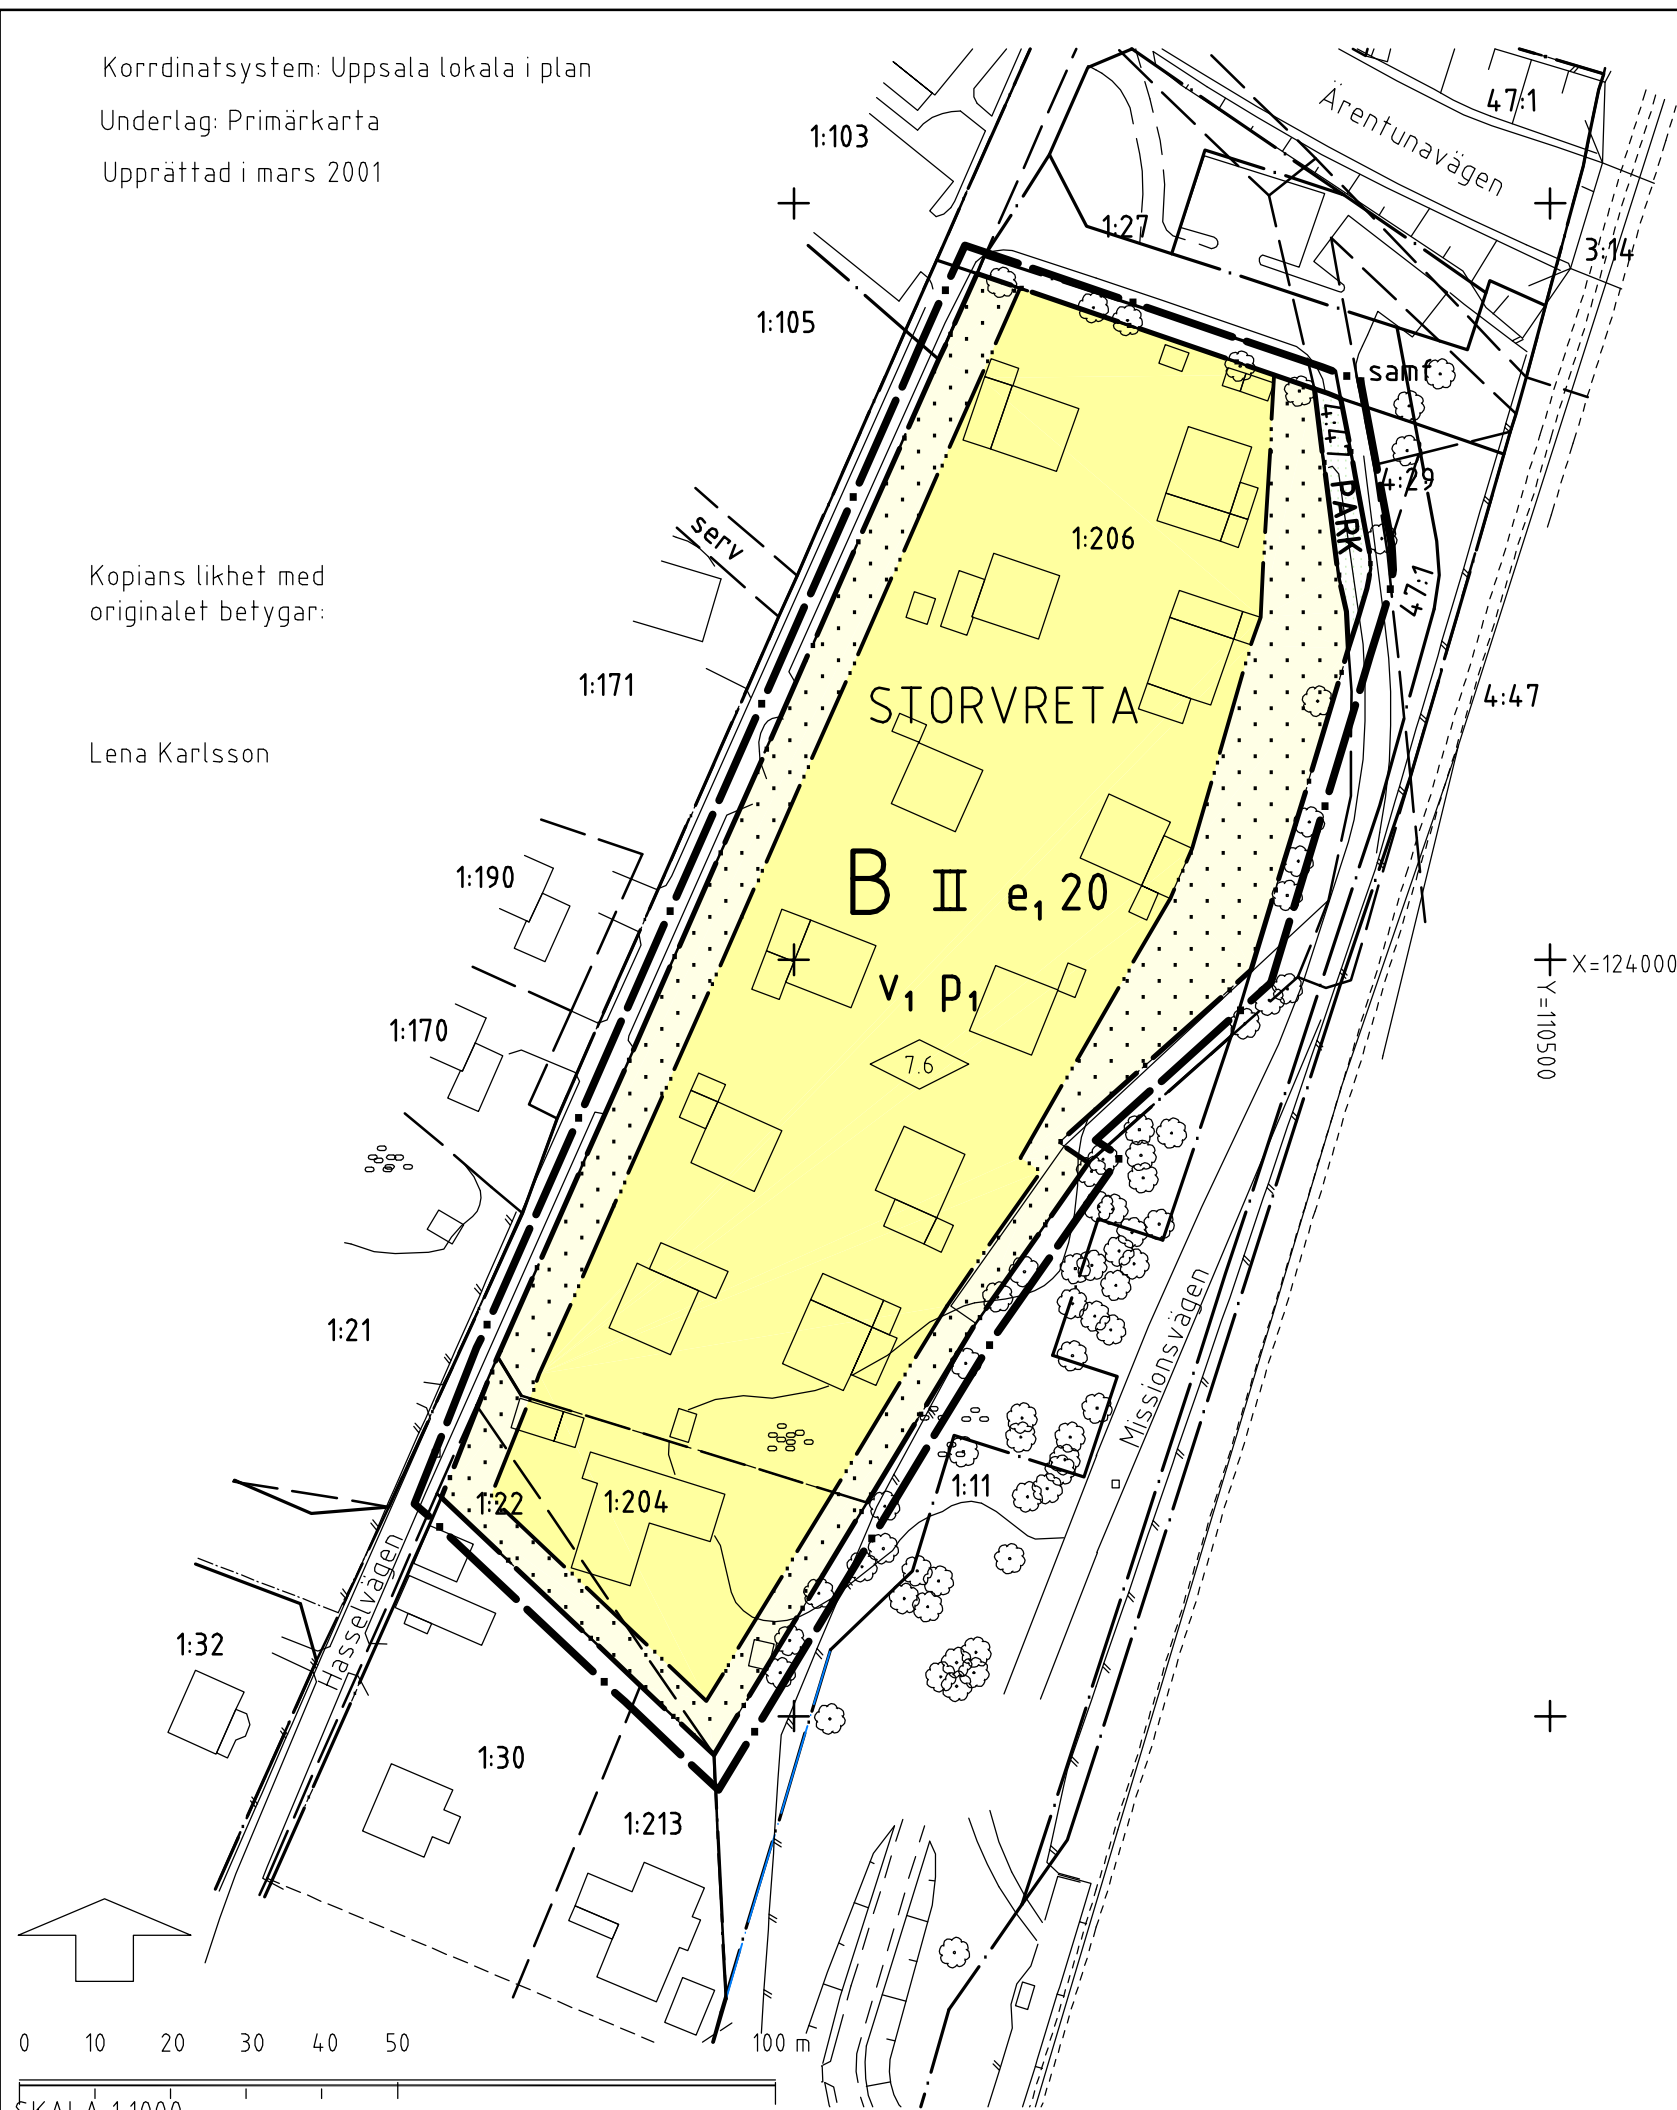 Korrdinatsystem: Uppsala lokala i plan
Underlag: Primärkarta
Upprättad i mars 2001
47:1
Ärentunavägen
1:103
1:27
3:14
1:105
samf
4:47
PARK
4:29
serv
1:206
Kopians likhet med
originalet betygar:
47:1
1:171
STORVRETA
4:47
Lena Karlsson
1:190
B II e₁ 20
v₁ p₁
X=124000
Y=110500
1:170
7.6
1:21
Missionsvägen
1:22
1:204
1:11
Hasselvägen
1:32
1:30
1:213
0 10 20 30 40 50 100 m
SKALA 1:1000